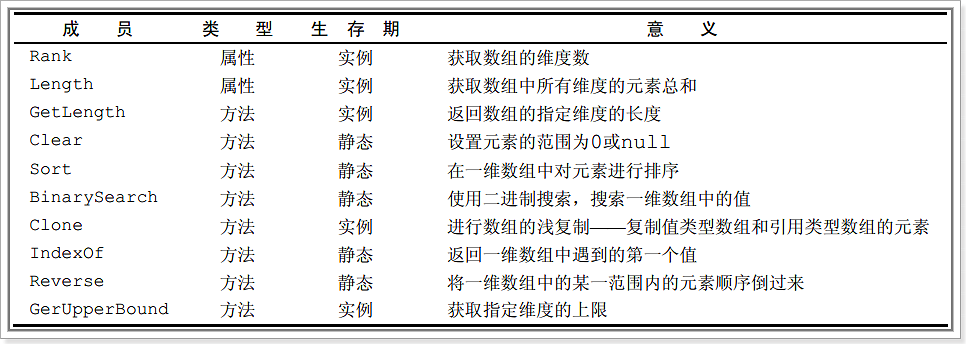 成 员 类 型 生 存 期 意 义
Rank 属性 实例 获取数组的维度数
Length 属性 实例 获取数组中所有维度的元素总和
GetLength 方法 实例 返回数组的指定维度的长度
Clear 方法 静态 设置元素的范围为0或null
Sort 方法 静态 在一维数组中对元素进行排序
BinarySearch 方法 静态 使用二进制搜索，搜索一维数组中的值
Clone 方法 实例 进行数组的浅复制——复制值类型数组和引用类型数组的元素
IndexOf 方法 静态 返回一维数组中遇到的第一个值
Reverse 方法 静态 将一维数组中的某一范围内的元素顺序倒过来
GerUpperBound 方法 实例 获取指定维度的上限